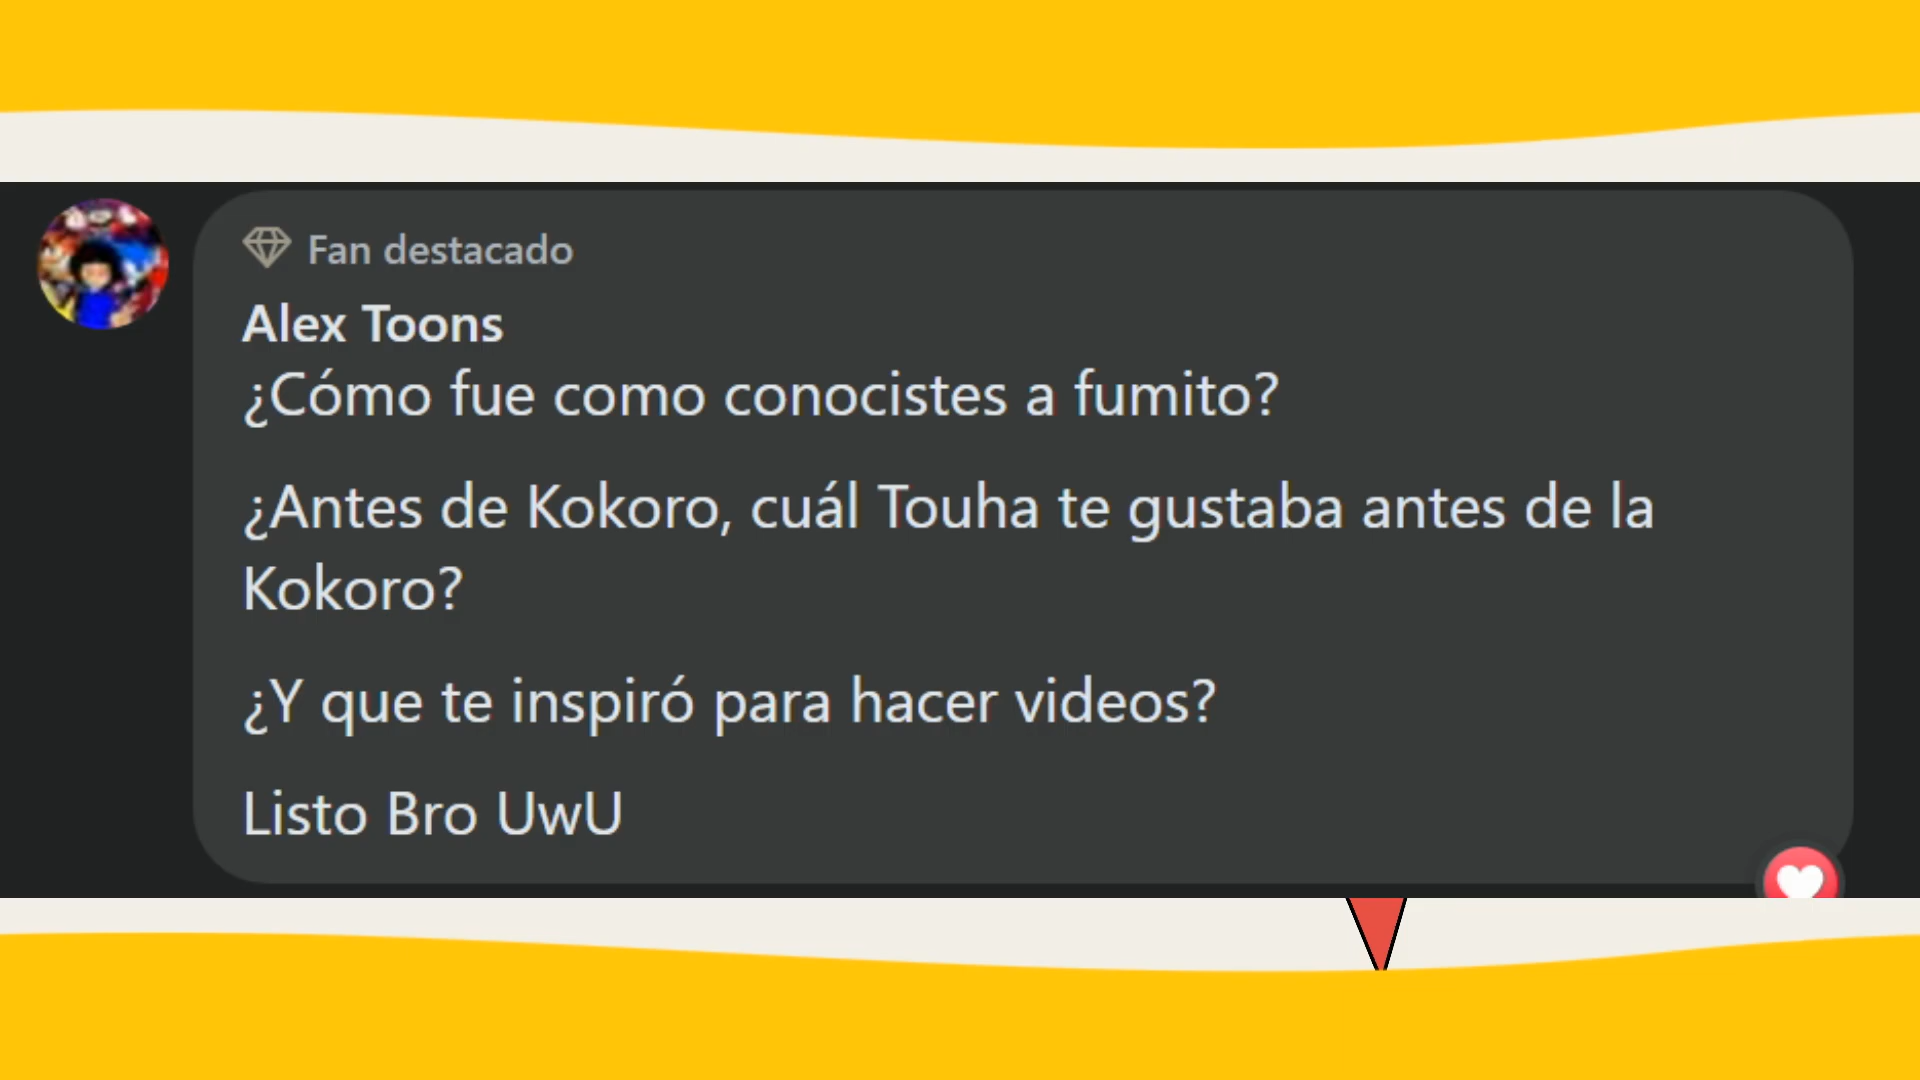 Fan destacado
Alex Toons
¿Cómo fue como conocistes a fumito?
¿Antes de Kokoro, cuál Touha te gustaba antes de la
Kokoro?
¿Y que te inspiró para hacer videos?
Listo Bro UwU